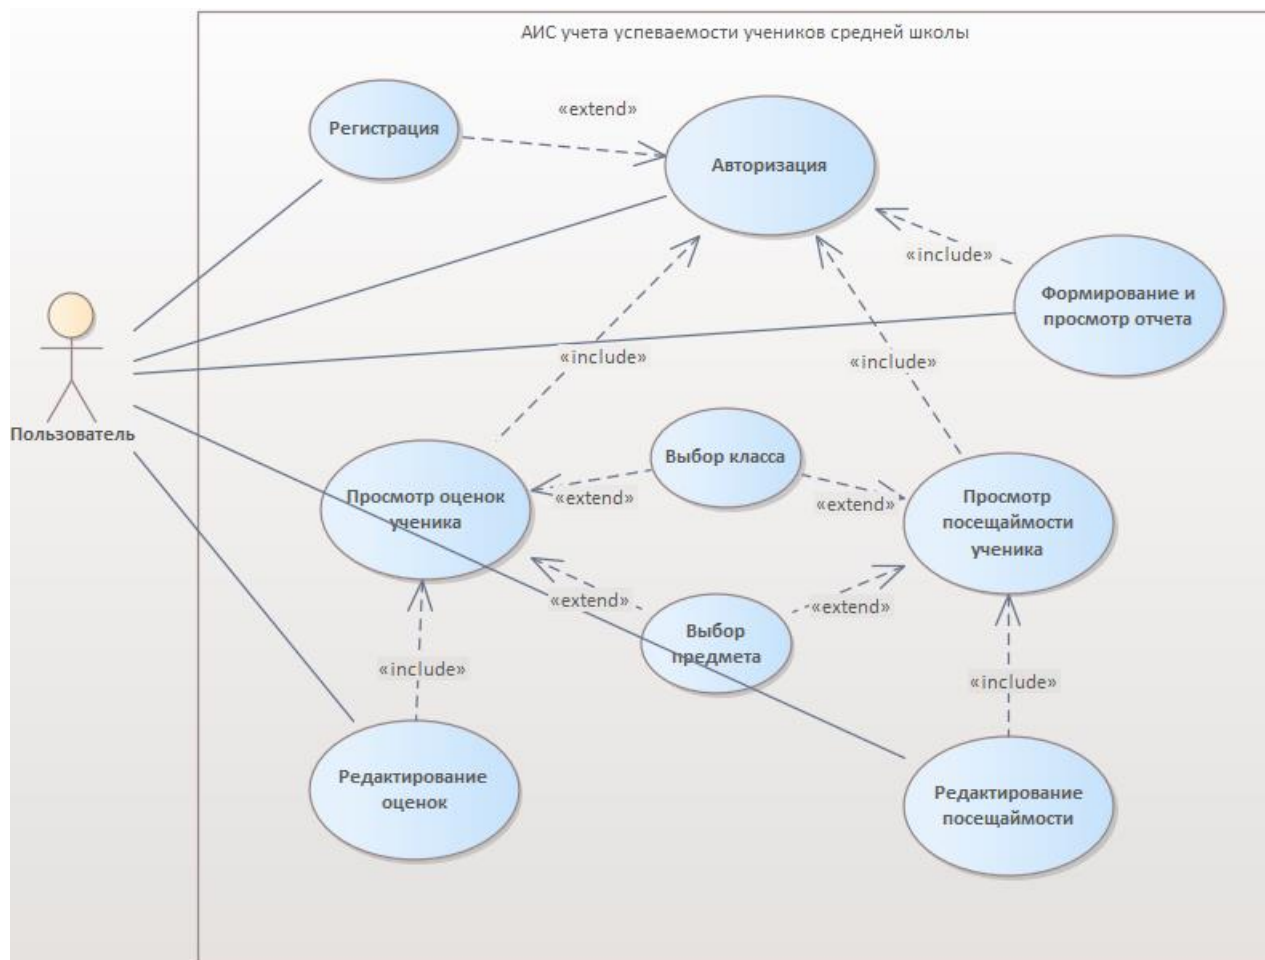 АИС учета успеваемости учеников средней школы
«extend»
Регистрация
Авторизация
«include»
Формирование и
просмотр отчета
«include»
«include»
Пользователь
Выбор класса
Просмотр оценок
ученика
«extend»
«extend»
Просмотр
посещаймости
ученика
«extend»
«extend»
Выбор
предмета
«include»
«include»
Редактирование
оценок
Редактирование
посещаймости